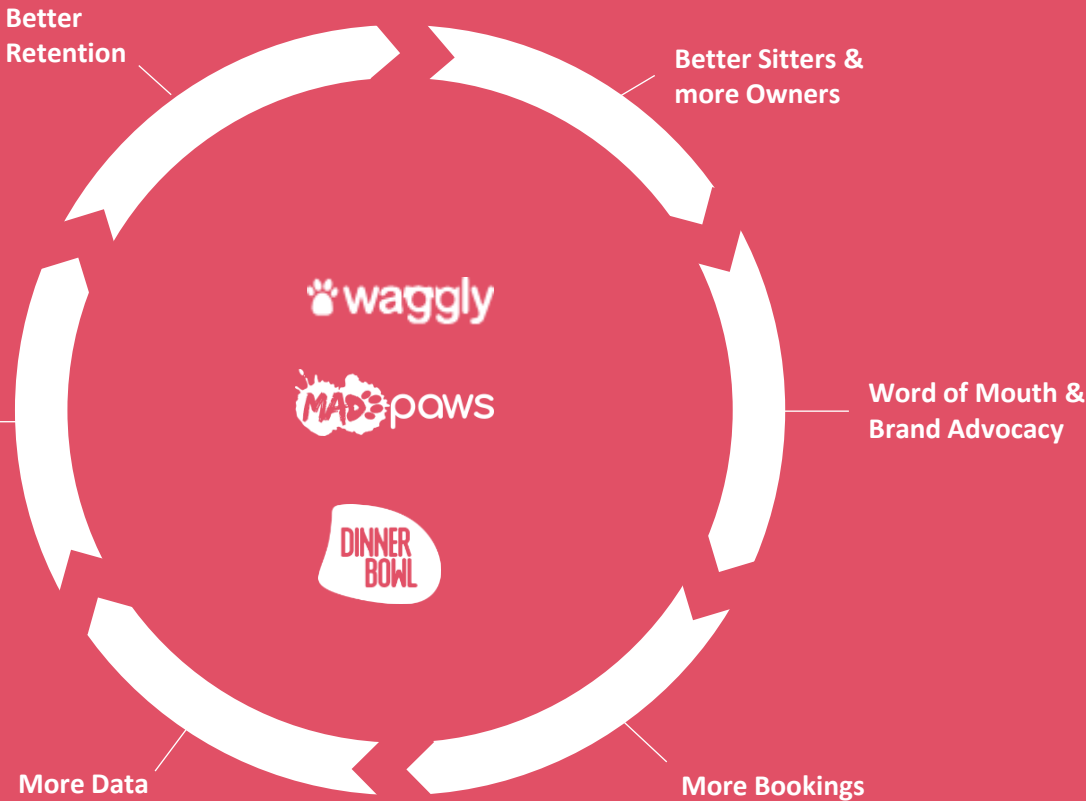 Better
Retention
Better Sitters &
more Owners
waggly
MAD paws
Word of Mouth &
Brand Advocacy
DINNER
BOWL
More Data
More Bookings